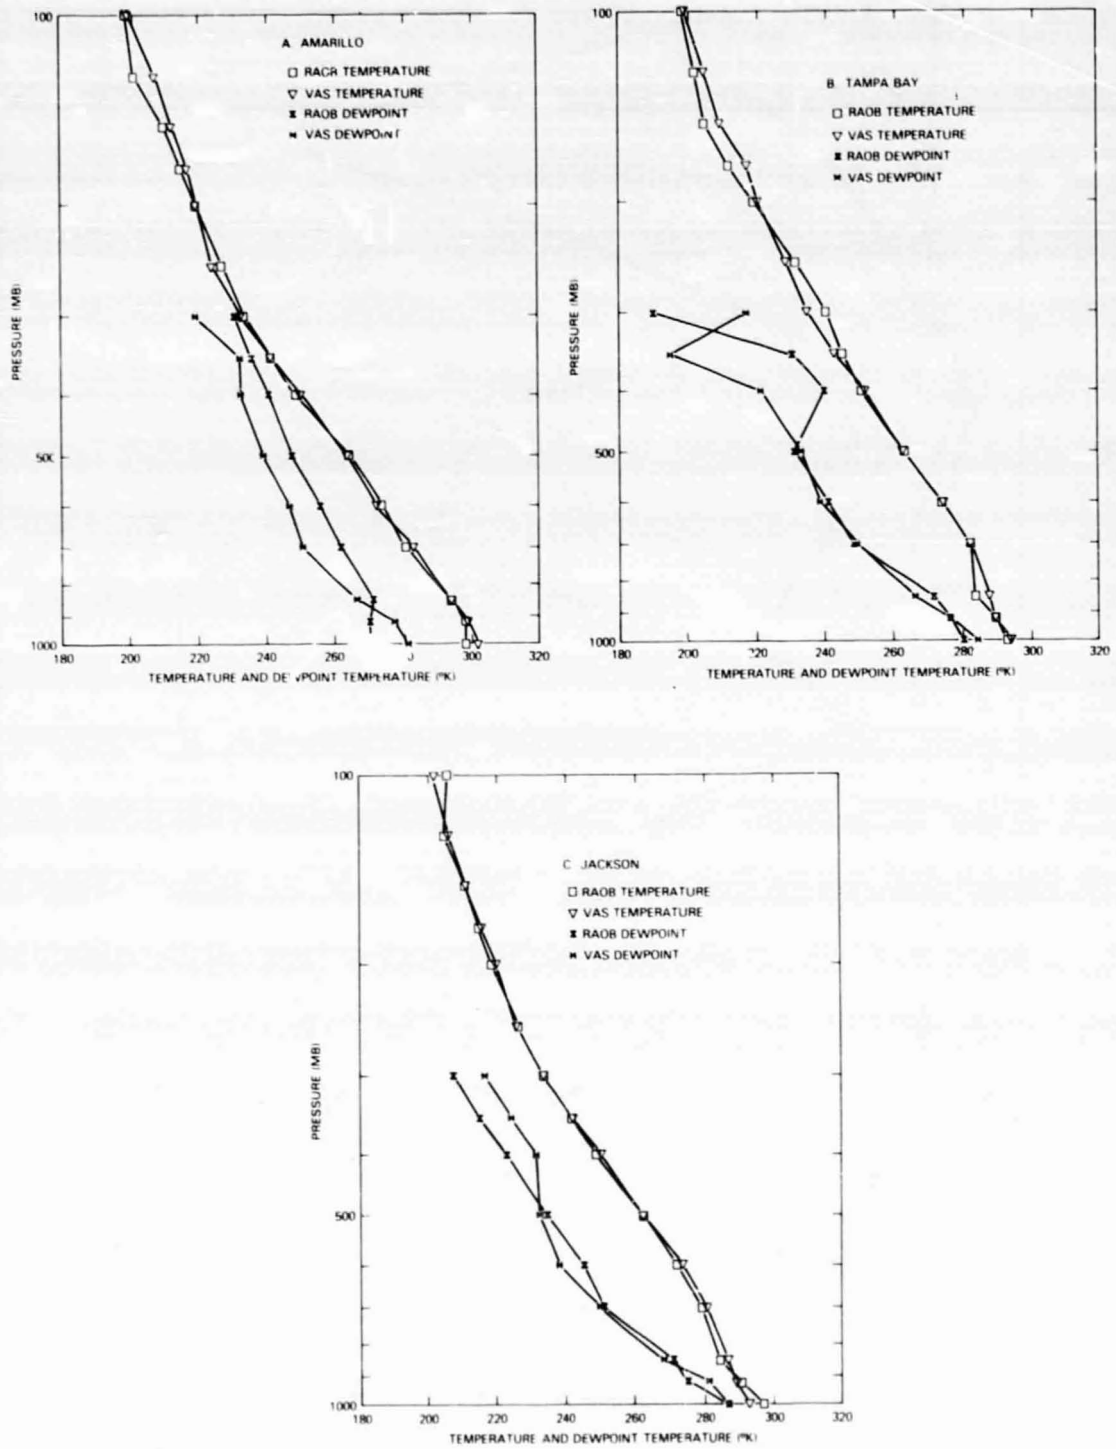 100
A. AMARILLO
RAOB TEMPERATURE
VAS TEMPERATURE
RAOB DEWPOINT
VAS DEWPOINT
PRESSURE (MB)
500
1000
180 200 220 240 260 300 320
TEMPERATURE AND DEWPOINT TEMPERATURE (°K)
100
B. TAMPA BAY
RAOB TEMPERATURE
VAS TEMPERATURE
RAOB DEWPOINT
VAS DEWPOINT
PRESSURE (MB)
500
1000
180 200 220 240 260 280 300 320
TEMPERATURE AND DEWPOINT TEMPERATURE (°K)
100
C. JACKSON
RAOB TEMPERATURE
VAS TEMPERATURE
RAOB DEWPOINT
VAS DEWPOINT
PRESSURE (MB)
500
1000
180 200 220 240 260 280 300 320
TEMPERATURE AND DEWPOINT TEMPERATURE (°K)